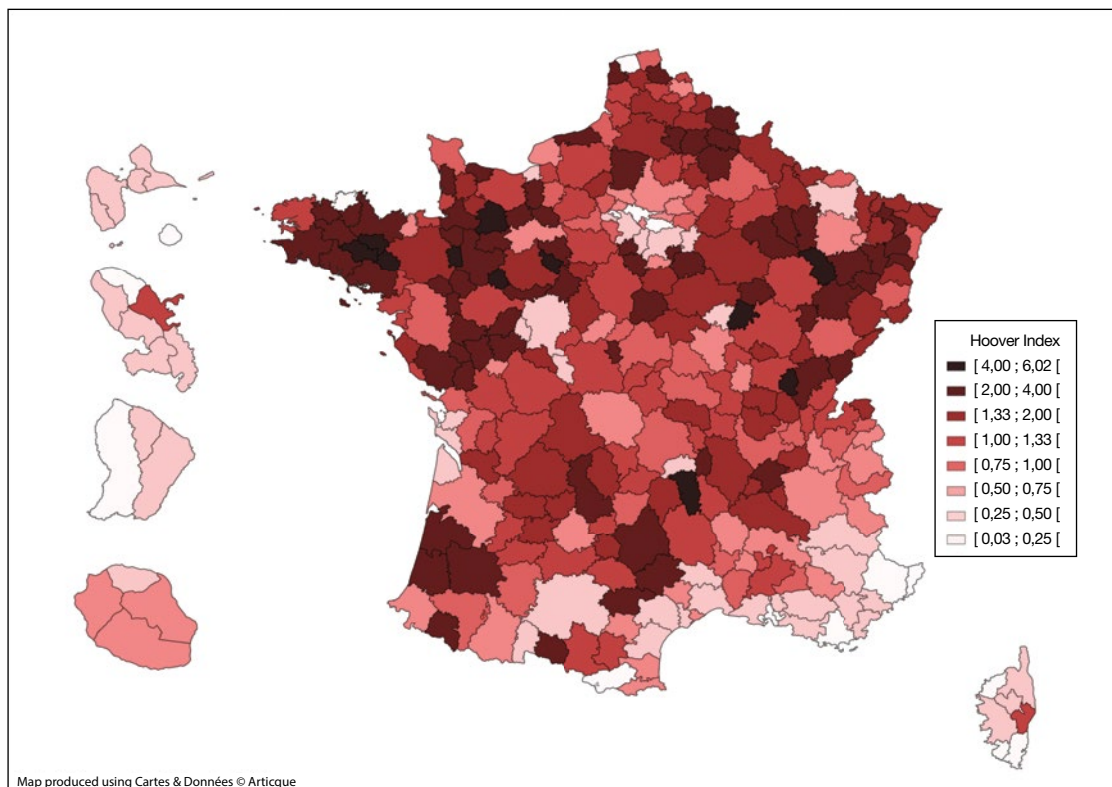 Hoover Index
[ 4,00 ; 6,02 [
[ 2,00 ; 4,00 [
[ 1,33 ; 2,00 [
[ 1,00 ; 1,33 [
[ 0,75 ; 1,00 [
[ 0,50 ; 0,75 [
[ 0,25 ; 0,50 [
[ 0,03 ; 0,25 [
Map produced using Cartes & Données © Articque